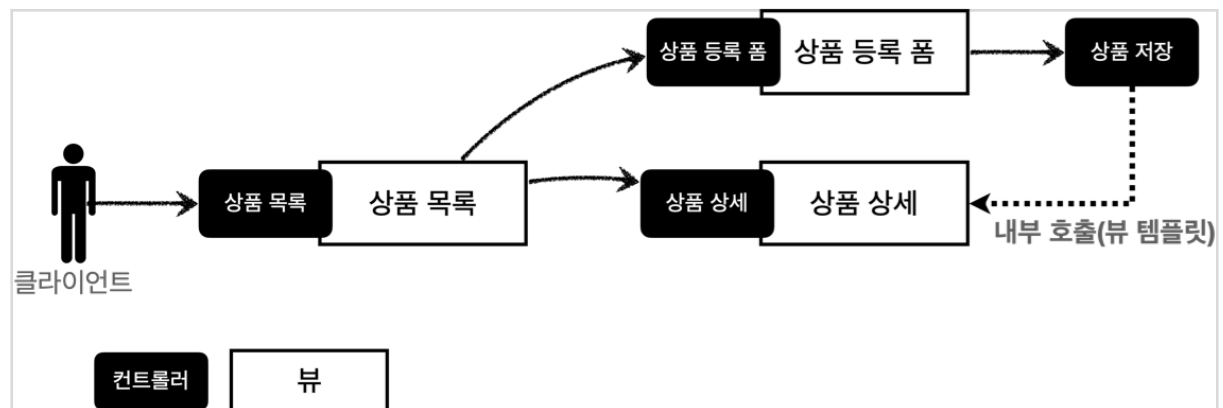 상품 등록 폼
상품 등록 폼
상품 저장
상품 목록
상품 목록
상품 상세
상품 상세
내부 호출(뷰 템플릿)
클라이언트
컨트롤러
뷰